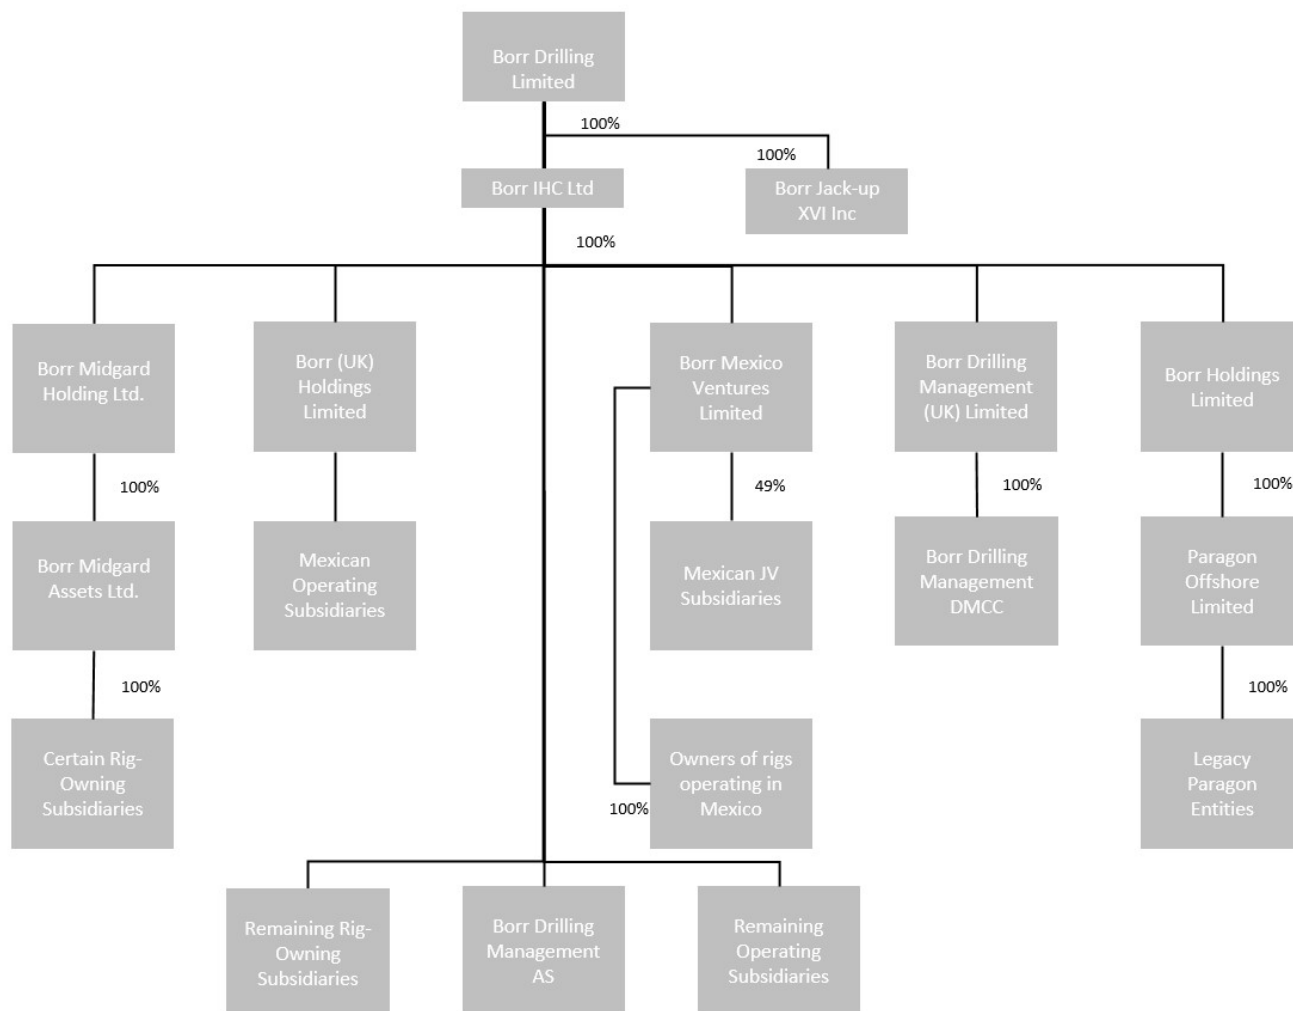 Borr Drilling
Limited
100%
100%
Borr IHC Ltd
Borr Jack-up
XVI Inc
100%
Borr Midgard
Holding Ltd.
Borr (UK)
Holdings
Limited
Borr Mexico
Ventures
Limited
Borr Drilling
Management
(UK) Limited
Borr Holdings
Limited
100%
49%
100%
100%
Borr Midgard
Assets Ltd.
Mexican
Operating
Subsidiaries
Mexican JV
Subsidiaries
Borr Drilling
Management
DMCC
Paragon
Offshore
Limited
100%
100%
Certain Rig-
Owning
Subsidiaries
Owners of rigs
operating in
Mexico
100%
Legacy
Paragon
Entities
Remaining Rig-
Owning
Subsidiaries
Borr Drilling
Management
AS
Remaining
Operating
Subsidiaries